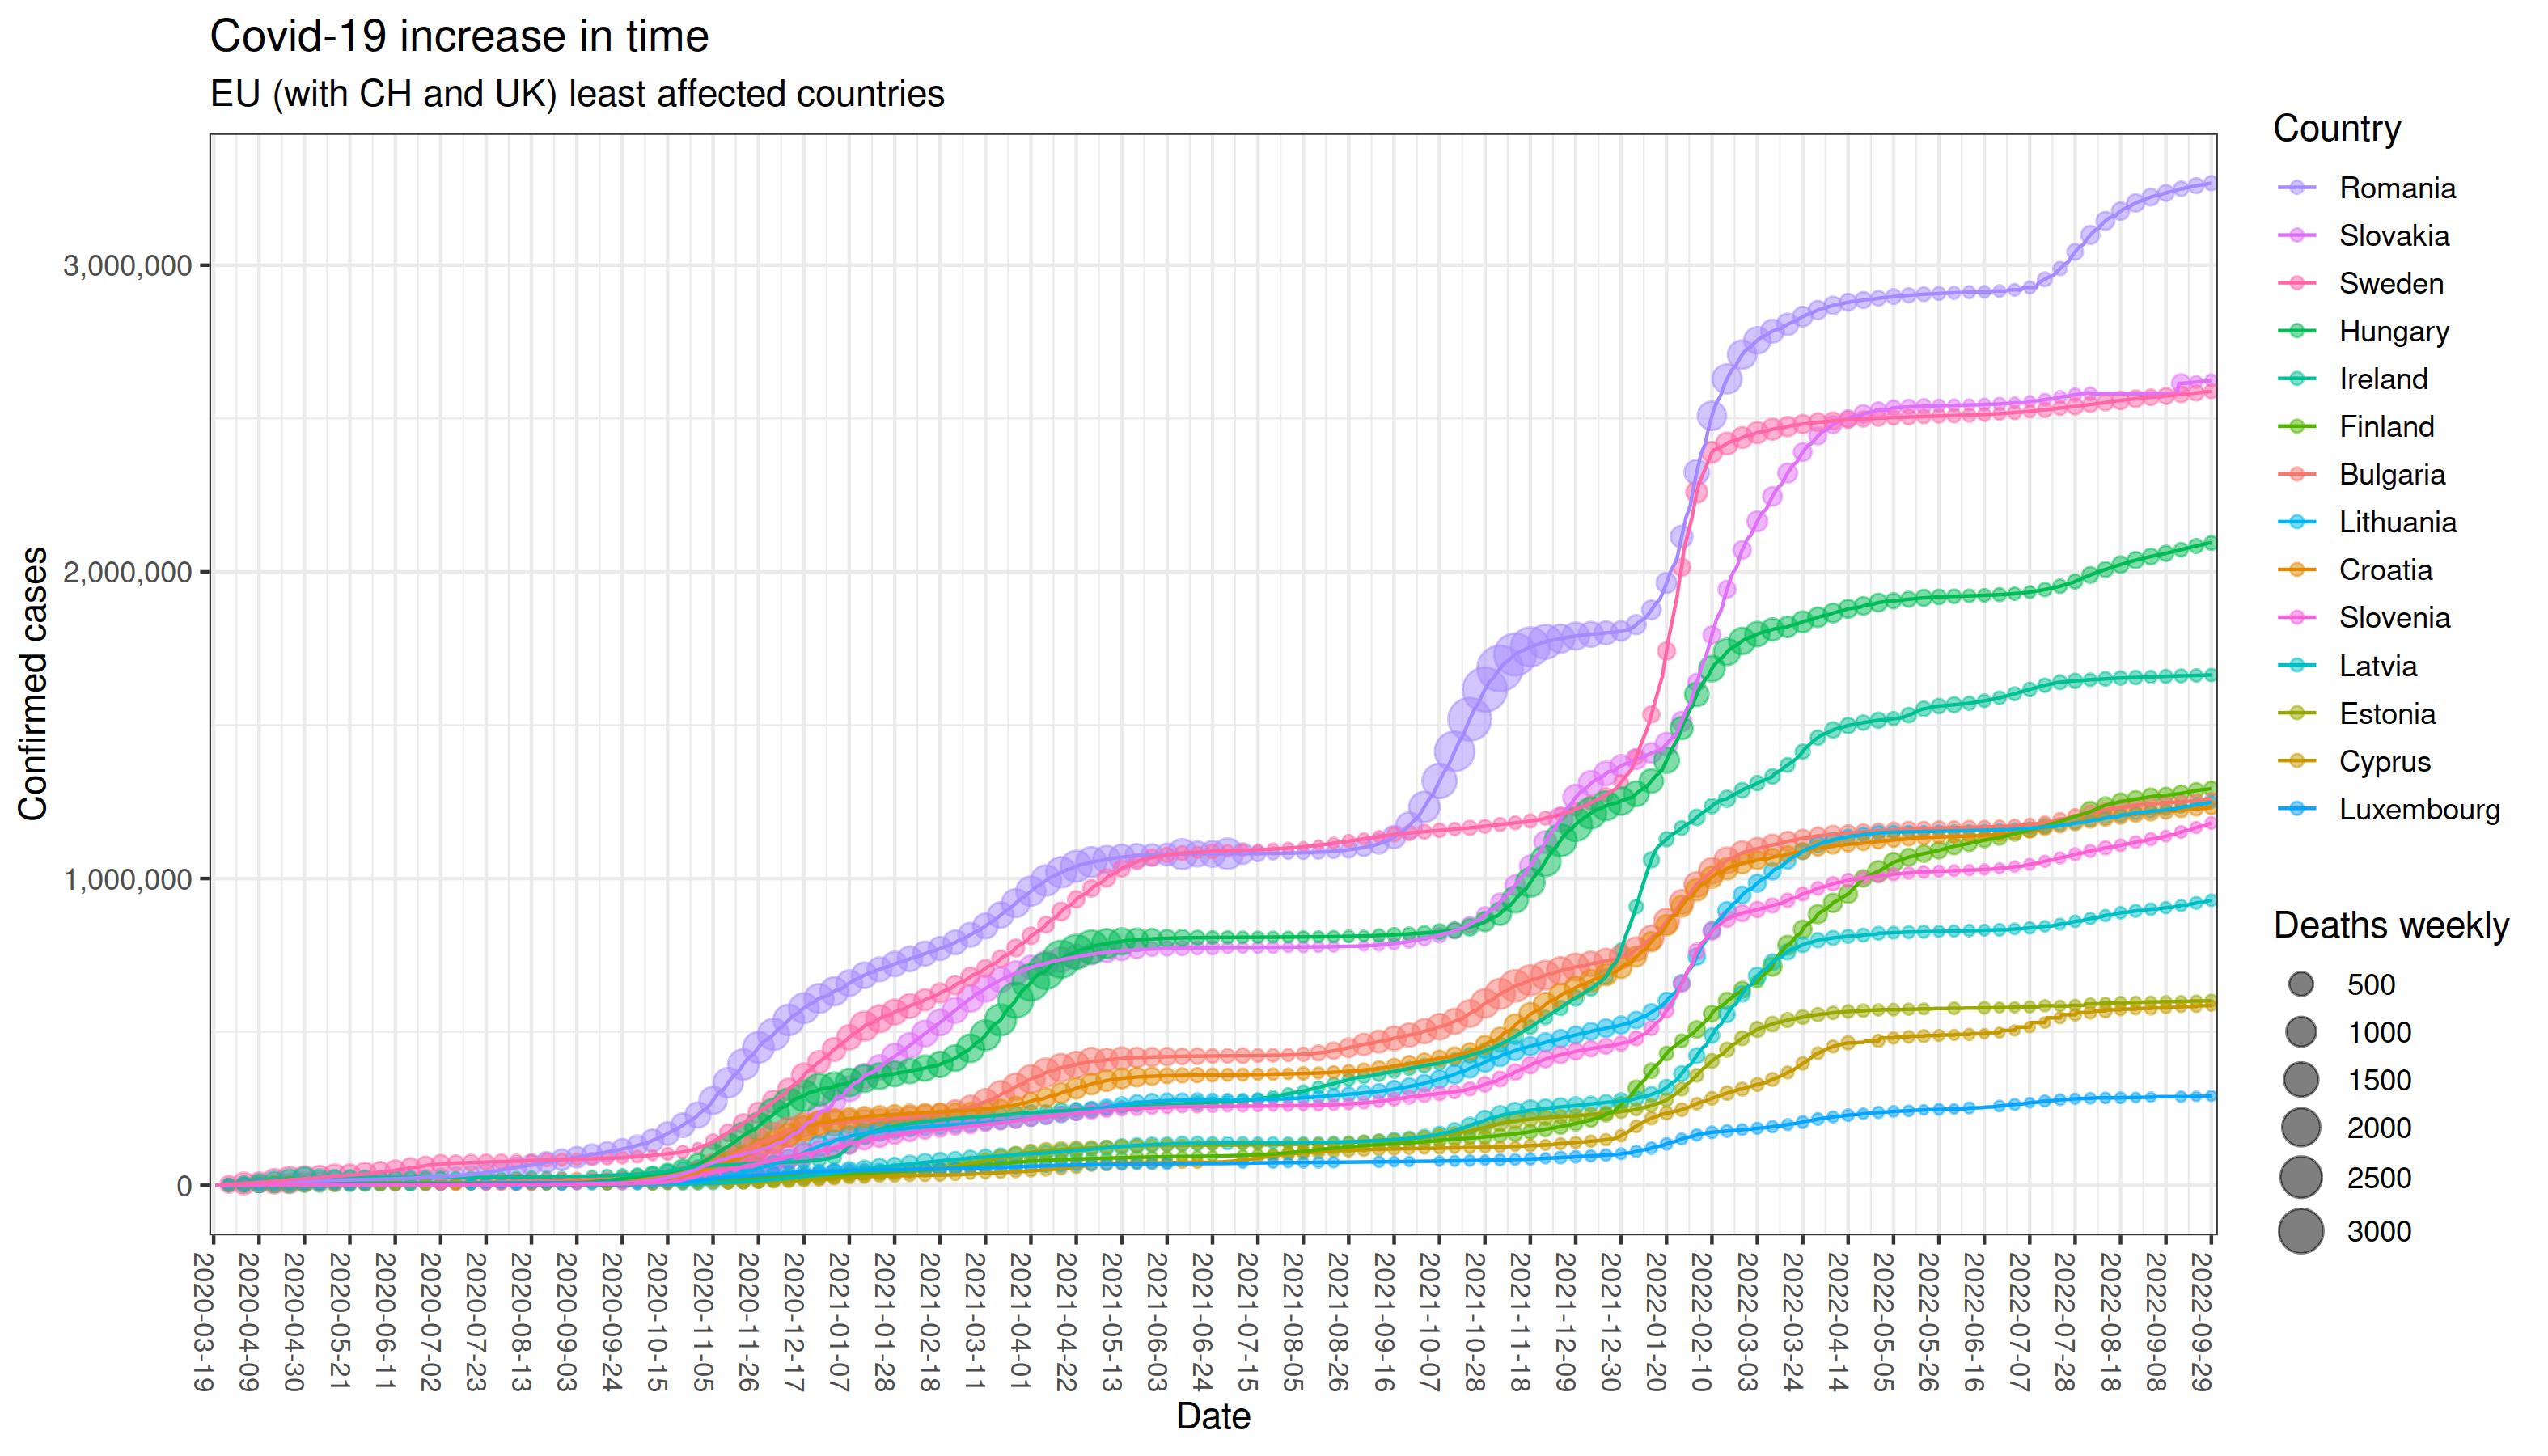 Covid-19 increase in time
EU (with CH and UK) least affected countries
Confirmed cases
3,000,000
2,000,000
1,000,000
0
2020-03-19
2020-04-09
2020-04-30
2020-05-21
2020-06-11
2020-07-02
2020-07-23
2020-08-13
2020-09-03
2020-09-24
2020-10-15
2020-11-05
2020-11-26
2020-12-17
2021-01-07
2021-01-28
2021-02-18
2021-03-11
2021-04-01
2021-04-22
2021-05-13
2021-06-03
2021-06-24
2021-07-15
2021-08-05
2021-08-26
2021-09-16
2021-10-07
2021-10-28
2021-11-18
2021-12-09
2021-12-30
2022-01-20
2022-02-10
2022-03-03
2022-03-24
2022-04-14
2022-05-05
2022-05-26
2022-06-16
2022-07-07
2022-07-28
2022-08-18
2022-09-08
2022-09-29
Date
Country
Romania
Slovakia
Sweden
Hungary
Ireland
Finland
Bulgaria
Lithuania
Croatia
Slovenia
Latvia
Estonia
Cyprus
Luxembourg
Deaths weekly
500
1000
1500
2000
2500
3000